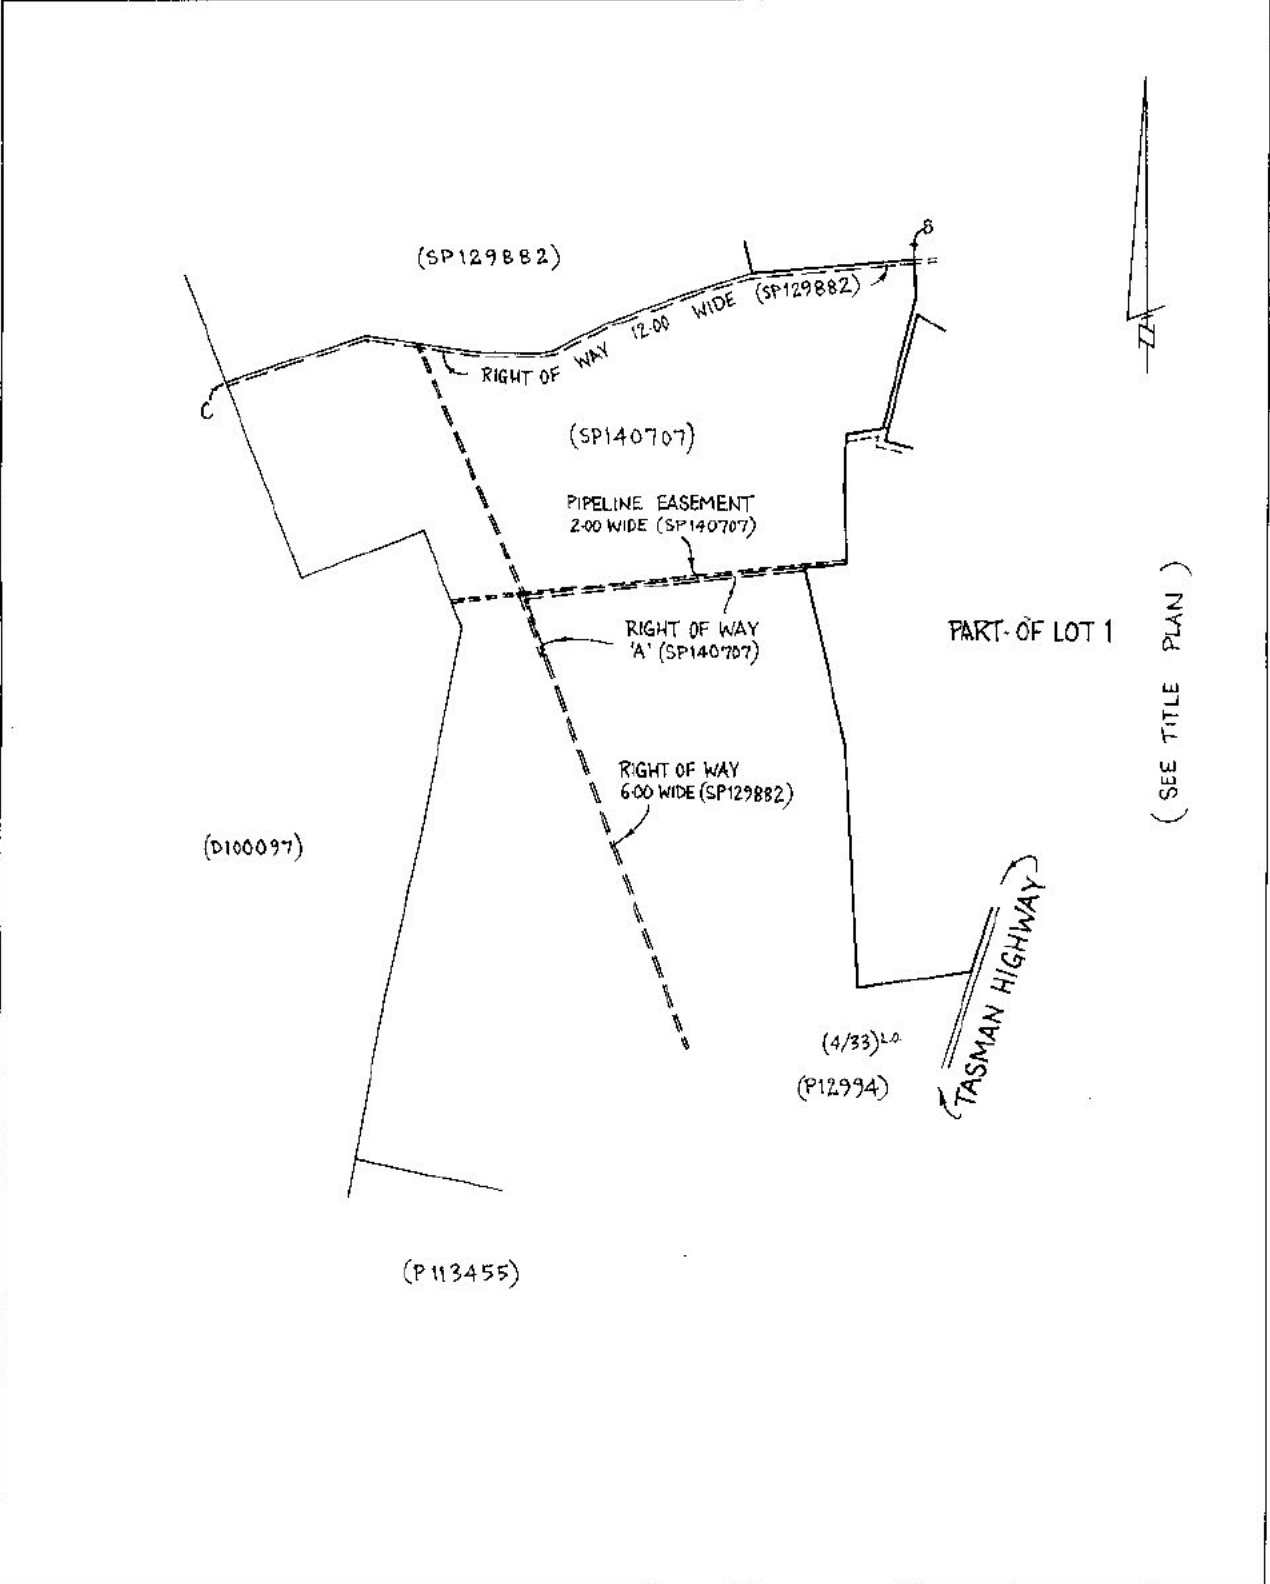 B
(SP129882)
RIGHT OF WAY 12·00 WIDE (SP129882)
C
(SP140707)
PIPELINE EASEMENT
2·00 WIDE (SP140707)
RIGHT OF WAY
'A' (SP140707)
PART OF LOT 1
(SEE TITLE PLAN)
RIGHT OF WAY
6·00 WIDE (SP129882)
(D100097)
TASMAN HIGHWAY
(4/33)L.O.
(P12994)
(P113455)